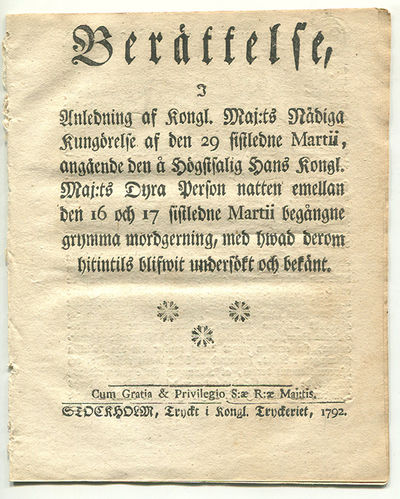 Berättelse,
I
Anledning af Kongl. Maj:ts Nådiga
Kungörelse af den 29 sistledne Martii,
angående den å Högstsalig Hans Kongl.
Maj:ts Dyra Person natten emellan
den 16 och 17 sistledne Martii begångne
grymma mordgerning, med hwad derom
hitintils blifwit undersökt och bekänt.
Cum Gratia & Privilegio S:æ R:æ Maj:tis.
STOCKHOLM, Tryckt i Kongl. Tryckeriet, 1792.